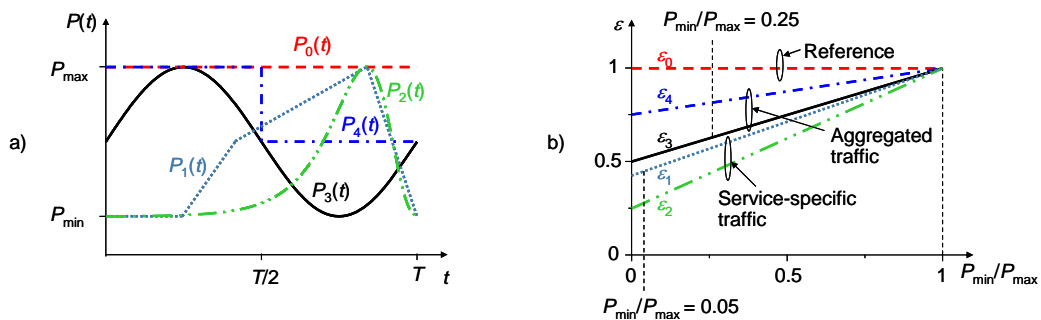 a)
P(t)
Pmax
Pmin
P0(t)
P2(t)
P4(t)
P1(t)
P3(t)
T/2
T
t
b)
ε
Pmin/Pmax = 0.25
Reference
ε0
1
ε4
Aggregated
traffic
ε3
0.5
ε1
Service-specific
traffic
ε2
0
0
0.5
1
Pmin/Pmax
Pmin/Pmax = 0.05